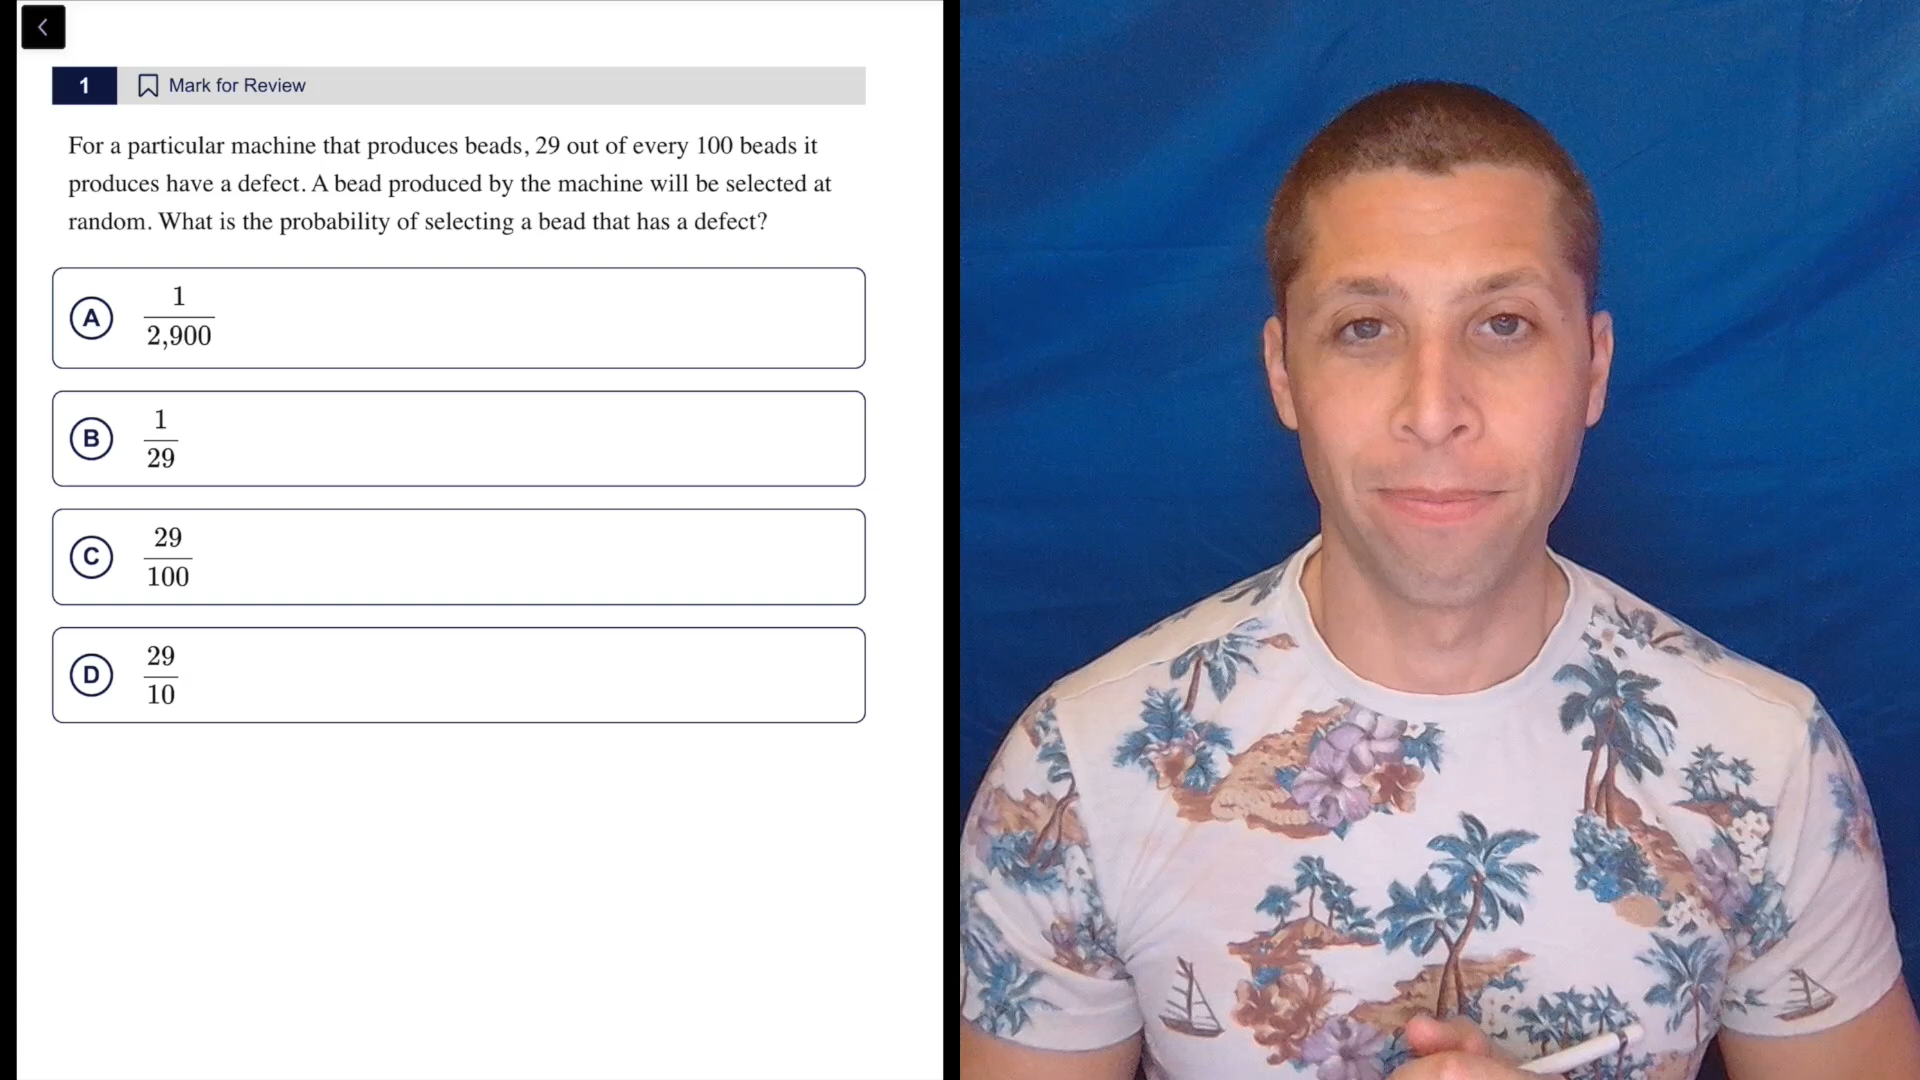 1 Mark for Review
For a particular machine that produces beads, 29 out of every 100 beads it
produces have a defect. A bead produced by the machine will be selected at
random. What is the probability of selecting a bead that has a defect?
A 1/2,900
B 1/29
C 29/100
D 29/10